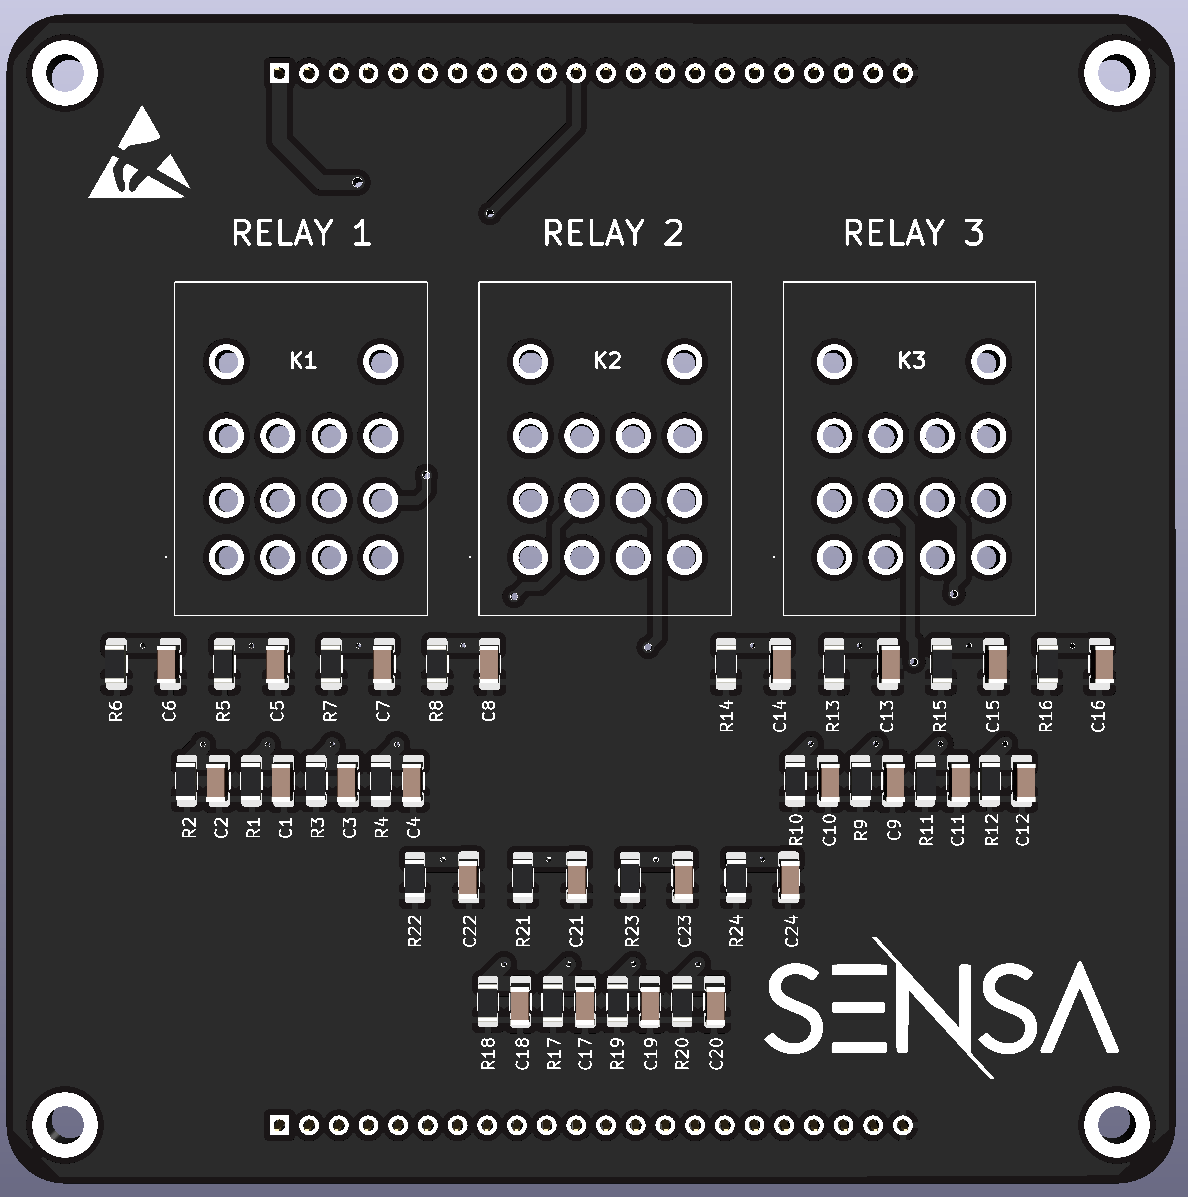 RELAY 1 RELAY 2 RELAY 3
K1 K2 K3
R6 C6 R5 C5 R7 C7 R8 C8 R14 C14 R13 C13 R15 C15 R16 C16
R2 C2 R1 C1 R3 C3 R4 C4 R10 C10 R9 C9 R11 C11 R12 C12
R22 C22 R21 C21 R23 C23 R24 C24
SENSA
R18 C18 R17 C17 R19 C19 R20 C20